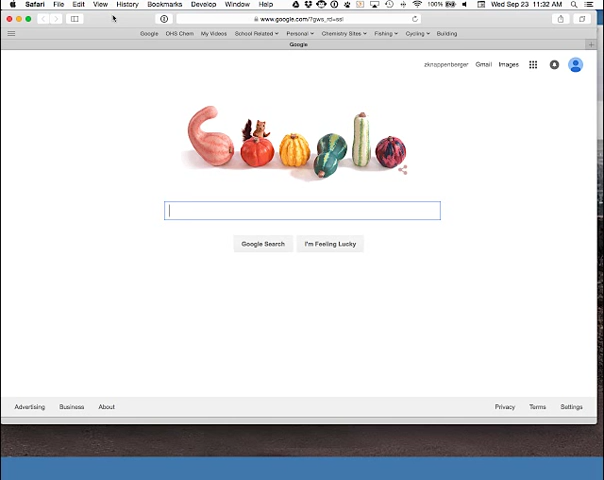 Safari File Edit View History Bookmarks Develop Window Help 100% Wed Sep 23 11:32 AM
www.google.com/?gws_rd=ssl
Google OHS Chem My Videos School Related Personal Chemistry Sites Fishing Cycling Building
Google
zknappenberger Gmail Images
Google Search I'm Feeling Lucky
Advertising Business About Privacy Terms Settings